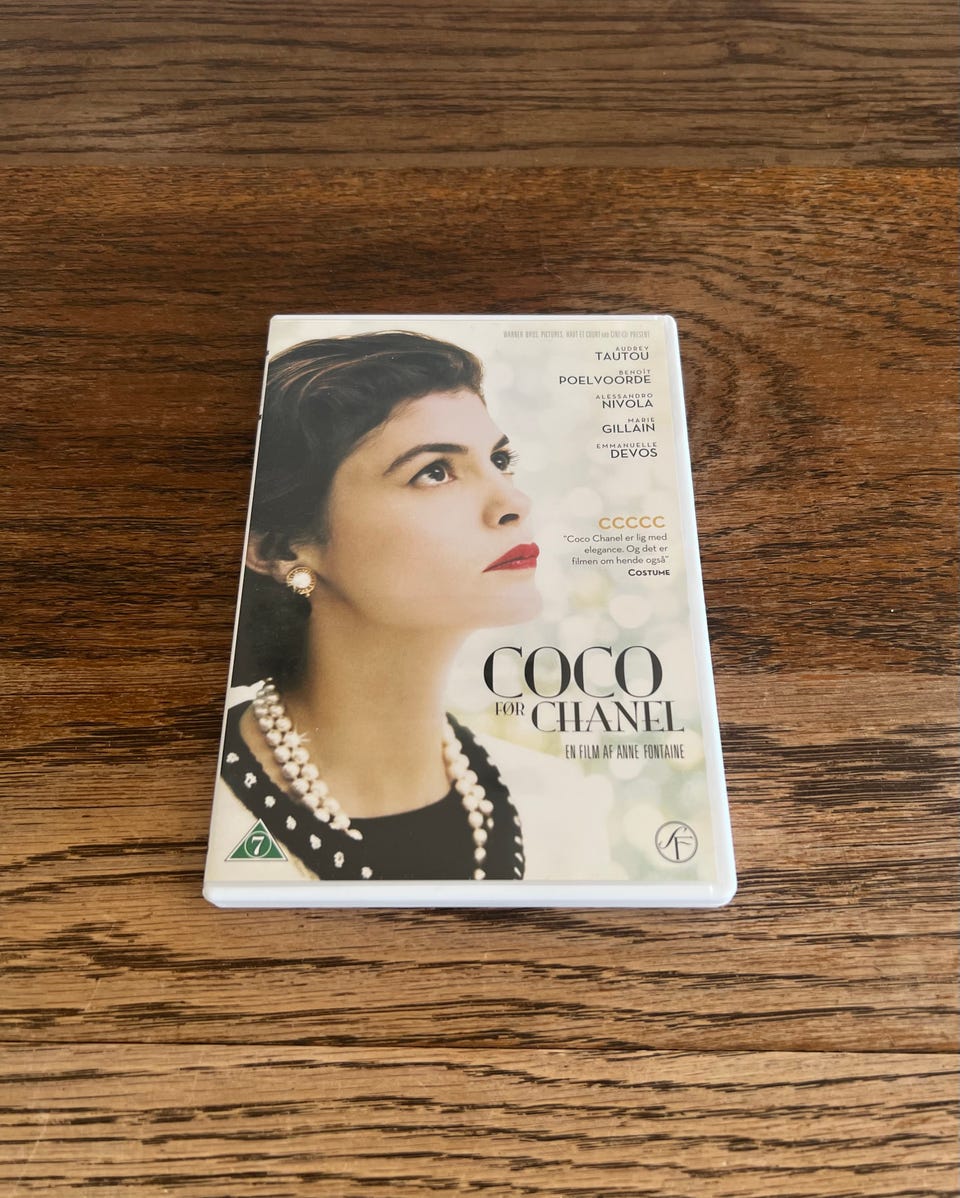 WARNER BROS. PICTURES, HAUT ET COURT AND CINÉ@ PRESENT
AUDREY
TAUTOU
BENOÎT
POELVOORDE
ALESSANDRO
NIVOLA
MARIE
GILLAIN
EMMANUELLE
DEVOS
CCCCC
"Coco Chanel er lig med
elegance. Og det er
filmen om hende også"
COSTUME
COCO
FØR CHANEL
EN FILM AF ANNE FONTAINE
7
SF